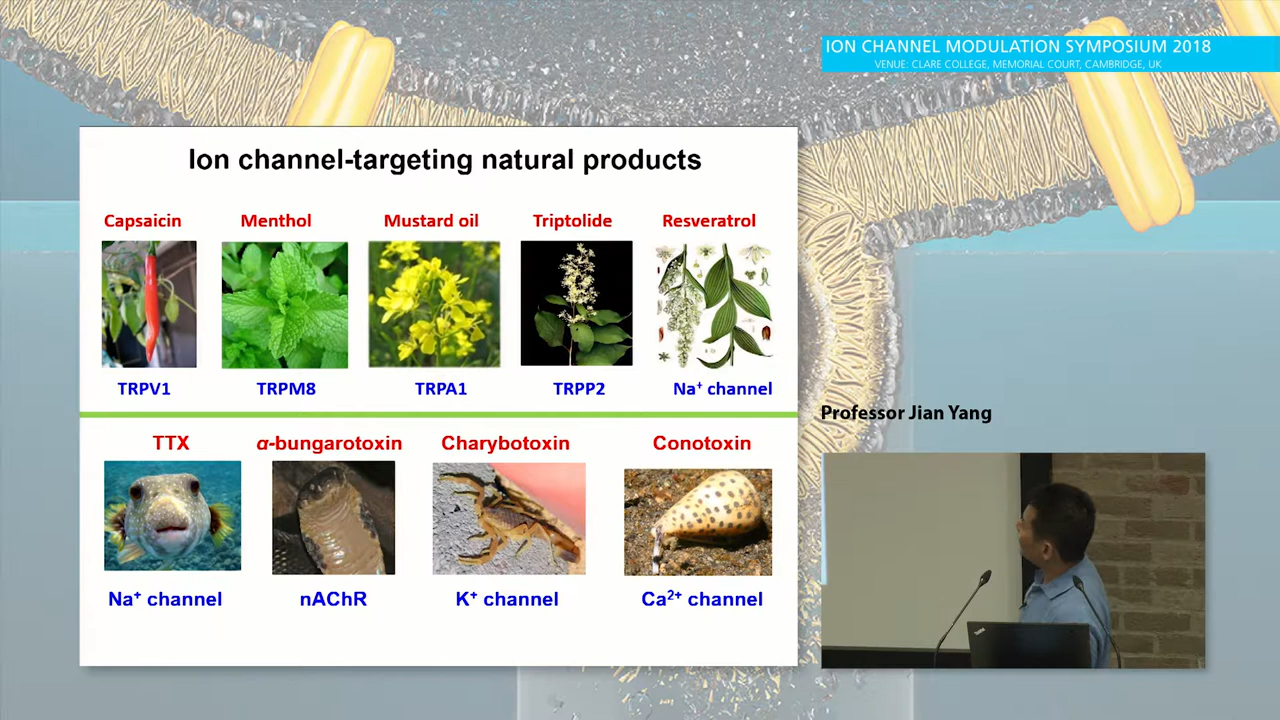 ION CHANNEL MODULATION SYMPOSIUM 2018
VENUE: CLARE COLLEGE, MEMORIAL COURT, CAMBRIDGE, UK
Ion channel-targeting natural products
Capsaicin Menthol Mustard oil Triptolide Resveratrol
TRPV1 TRPM8 TRPA1 TRPP2 Na⁺ channel
TTX α-bungarotoxin Charybotoxin Conotoxin
Na⁺ channel nAChR K⁺ channel Ca²⁺ channel
Professor Jian Yang